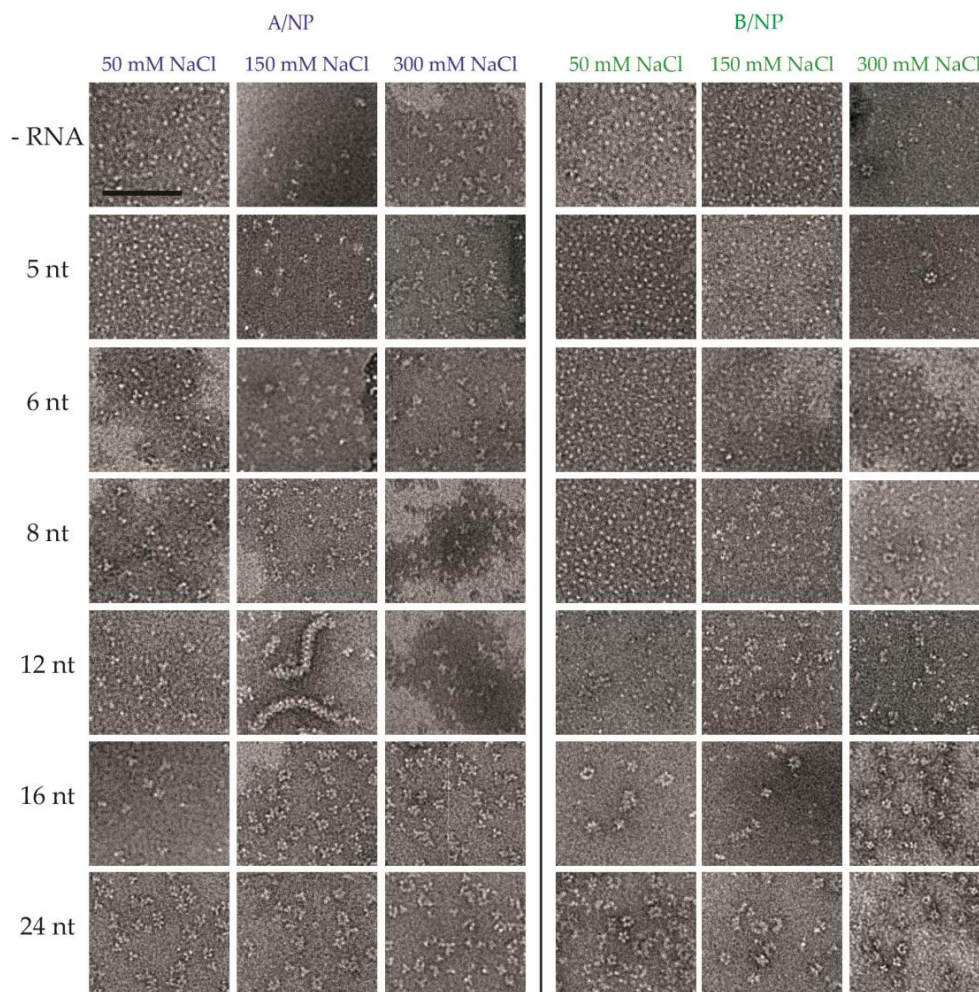 A/NP B/NP
50 mM NaCl 150 mM NaCl 300 mM NaCl 50 mM NaCl 150 mM NaCl 300 mM NaCl
- RNA
5 nt
6 nt
8 nt
12 nt
16 nt
24 nt